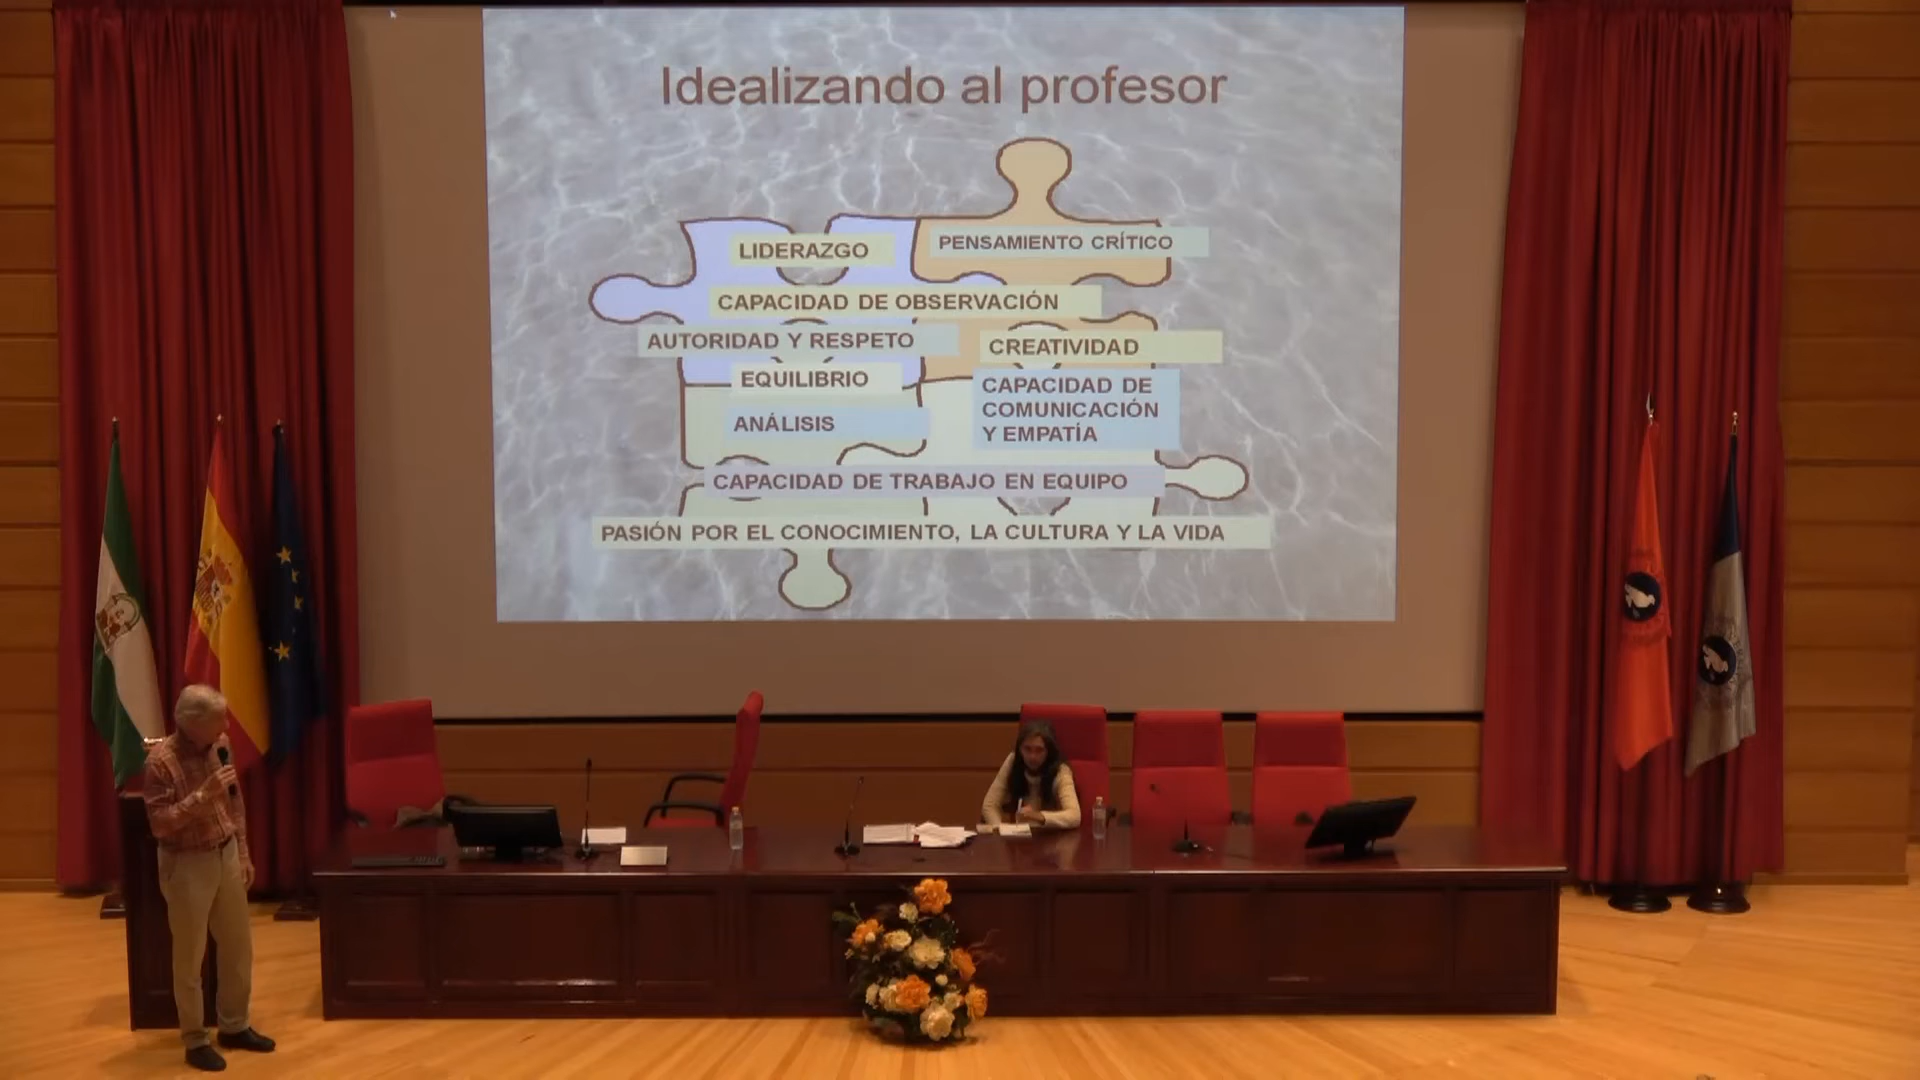 Idealizando al profesor
LIDERAZGO
PENSAMIENTO CRÍTICO
CAPACIDAD DE OBSERVACIÓN
AUTORIDAD Y RESPETO
CREATIVIDAD
EQUILIBRIO
CAPACIDAD DE
COMUNICACIÓN
Y EMPATÍA
ANÁLISIS
CAPACIDAD DE TRABAJO EN EQUIPO
PASIÓN POR EL CONOCIMIENTO, LA CULTURA Y LA VIDA